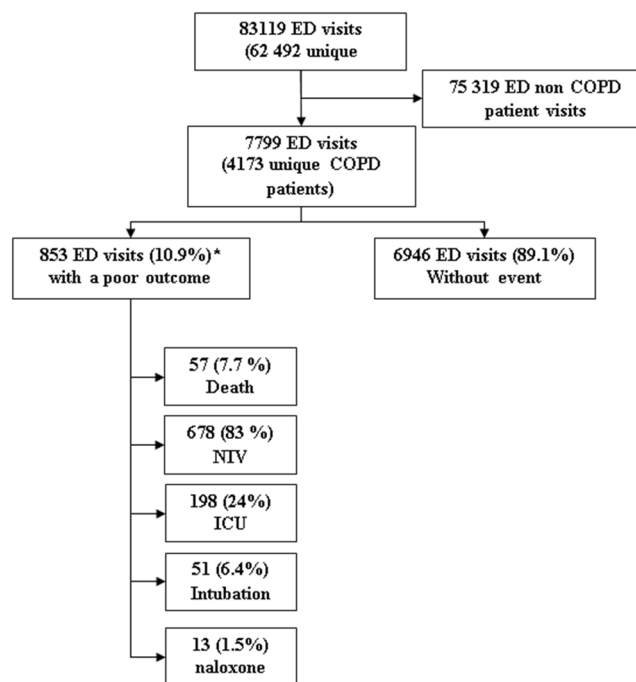 83119 ED visits
(62 492 unique
75 319 ED non COPD
patient visits
7799 ED visits
(4173 unique COPD
patients)
853 ED visits (10.9%)*
with a poor outcome
6946 ED visits (89.1%)
Without event
57 (7.7 %)
Death
678 (83 %)
NIV
198 (24%)
ICU
51 (6.4%)
Intubation
13 (1.5%)
naloxone